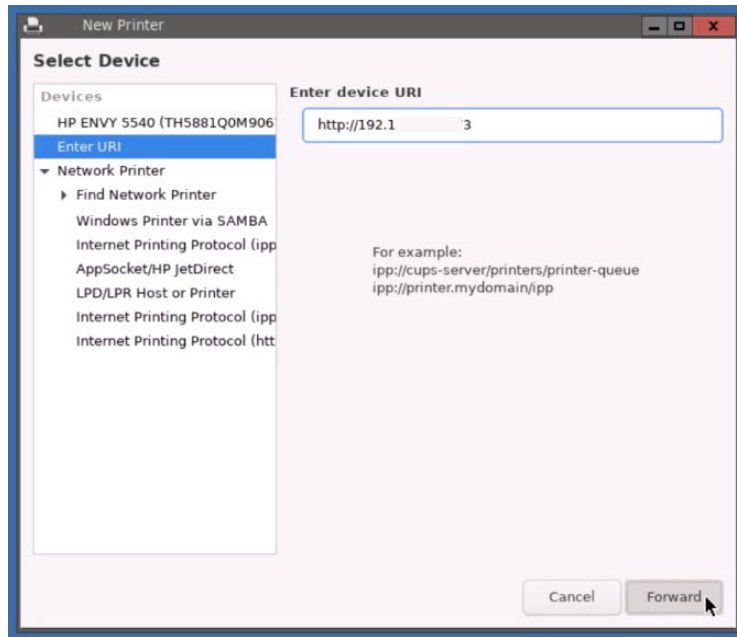 New Printer
Select Device
Devices
Enter device URI
HP ENVY 5540 (TH5881Q0M906
http://192.1 3
Enter URI
Network Printer
Find Network Printer
Windows Printer via SAMBA
Internet Printing Protocol (ipp
AppSocket/HP JetDirect
LPD/LPR Host or Printer
Internet Printing Protocol (ipp
Internet Printing Protocol (htt
For example:
ipp://cups-server/printers/printer-queue
ipp://printer.mydomain/ipp
Cancel
Forward